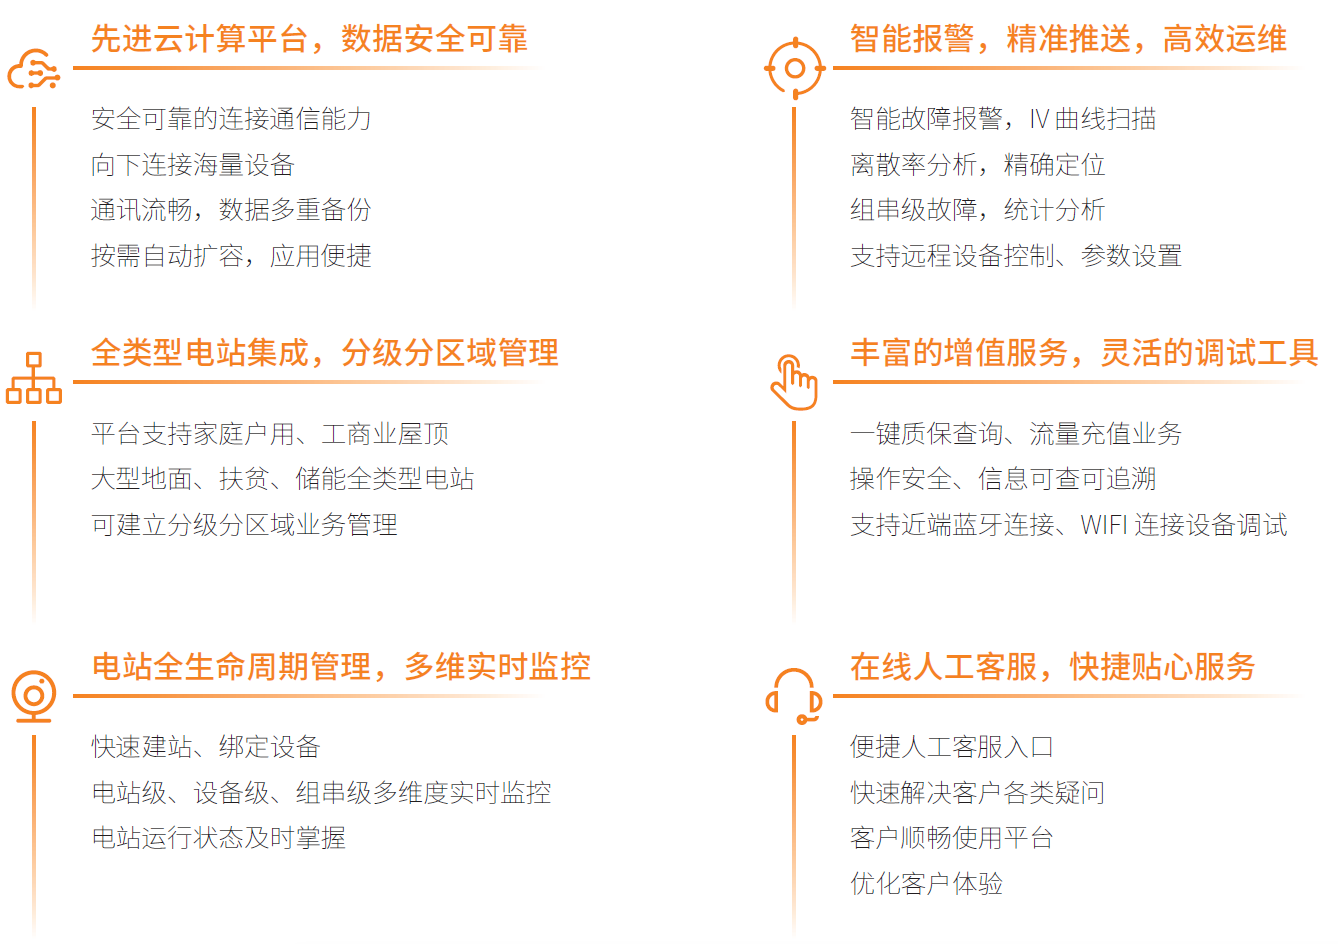 先进云计算平台，数据安全可靠
安全可靠的连接通信能力
向下连接海量设备
通讯流畅，数据多重备份
按需自动扩容，应用便捷
智能报警，精准推送，高效运维
智能故障报警，IV 曲线扫描
离散率分析，精确定位
组串级故障，统计分析
支持远程设备控制、参数设置
全类型电站集成，分级分区域管理
平台支持家庭户用、工商业屋顶
大型地面、扶贫、储能全类型电站
可建立分级分区域业务管理
丰富的增值服务，灵活的调试工具
一键质保查询、流量充值业务
操作安全、信息可查可追溯
支持近端蓝牙连接、WIFI 连接设备调试
电站全生命周期管理，多维实时监控
快速建站、绑定设备
电站级、设备级、组串级多维度实时监控
电站运行状态及时掌握
在线人工客服，快捷贴心服务
便捷人工客服入口
快速解决客户各类疑问
客户顺畅使用平台
优化客户体验